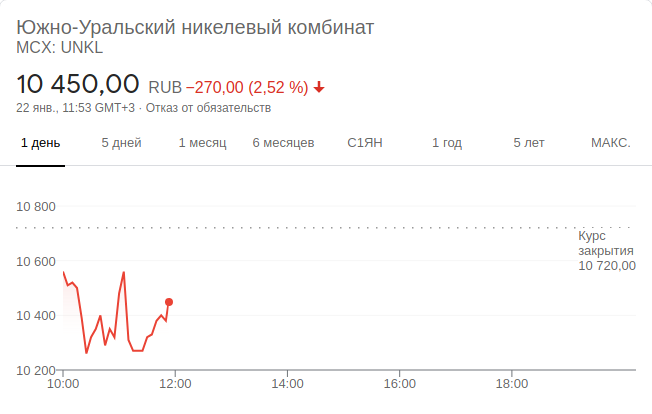 Южно-Уральский никелевый комбинат
MCX: UNKL
10 450,00 RUB −270,00 (2,52 %)
22 янв., 11:53 GMT+3 · Отказ от обязательств
1 день 5 дней 1 месяц 6 месяцев С1ЯН 1 год 5 лет МАКС.
10 800
Курс
закрытия
10 720,00
10 600
10 400
10 200
10:00 12:00 14:00 16:00 18:00